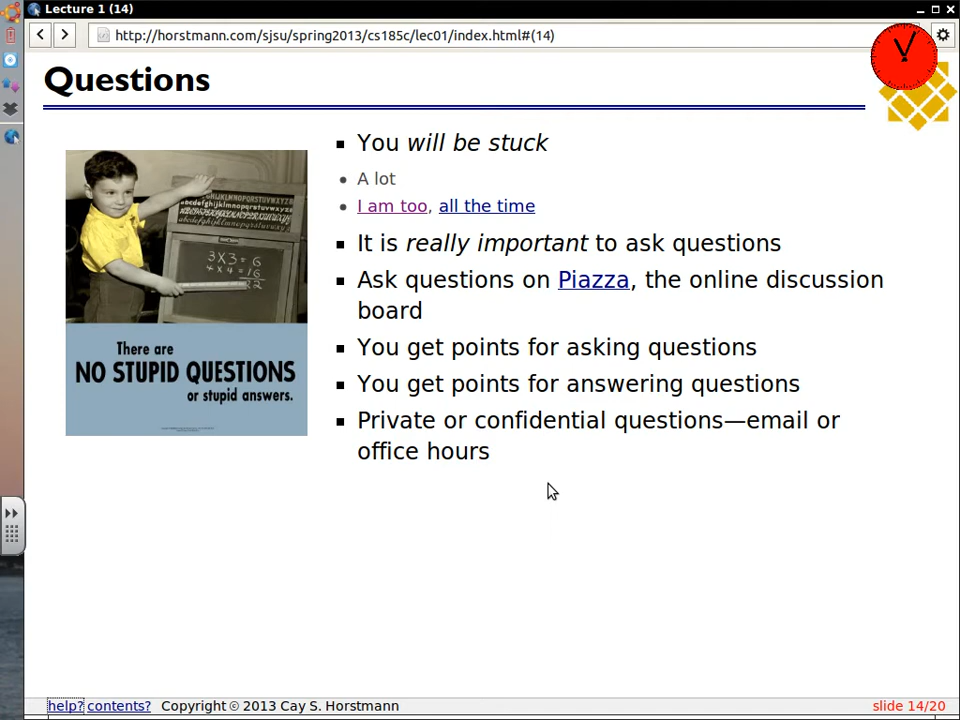 Lecture 1 (14)
http://horstmann.com/sjsu/spring2013/cs185c/lec01/index.html#(14)
Questions
You will be stuck
A lot
I am too, all the time
It is really important to ask questions
Ask questions on Piazza, the online discussion
board
You get points for asking questions
You get points for answering questions
Private or confidential questions—email or
office hours
3X3=6
4X4=16
22
There are
NO STUPID QUESTIONS
or stupid answers.
help? contents? Copyright © 2013 Cay S. Horstmann
slide 14/20